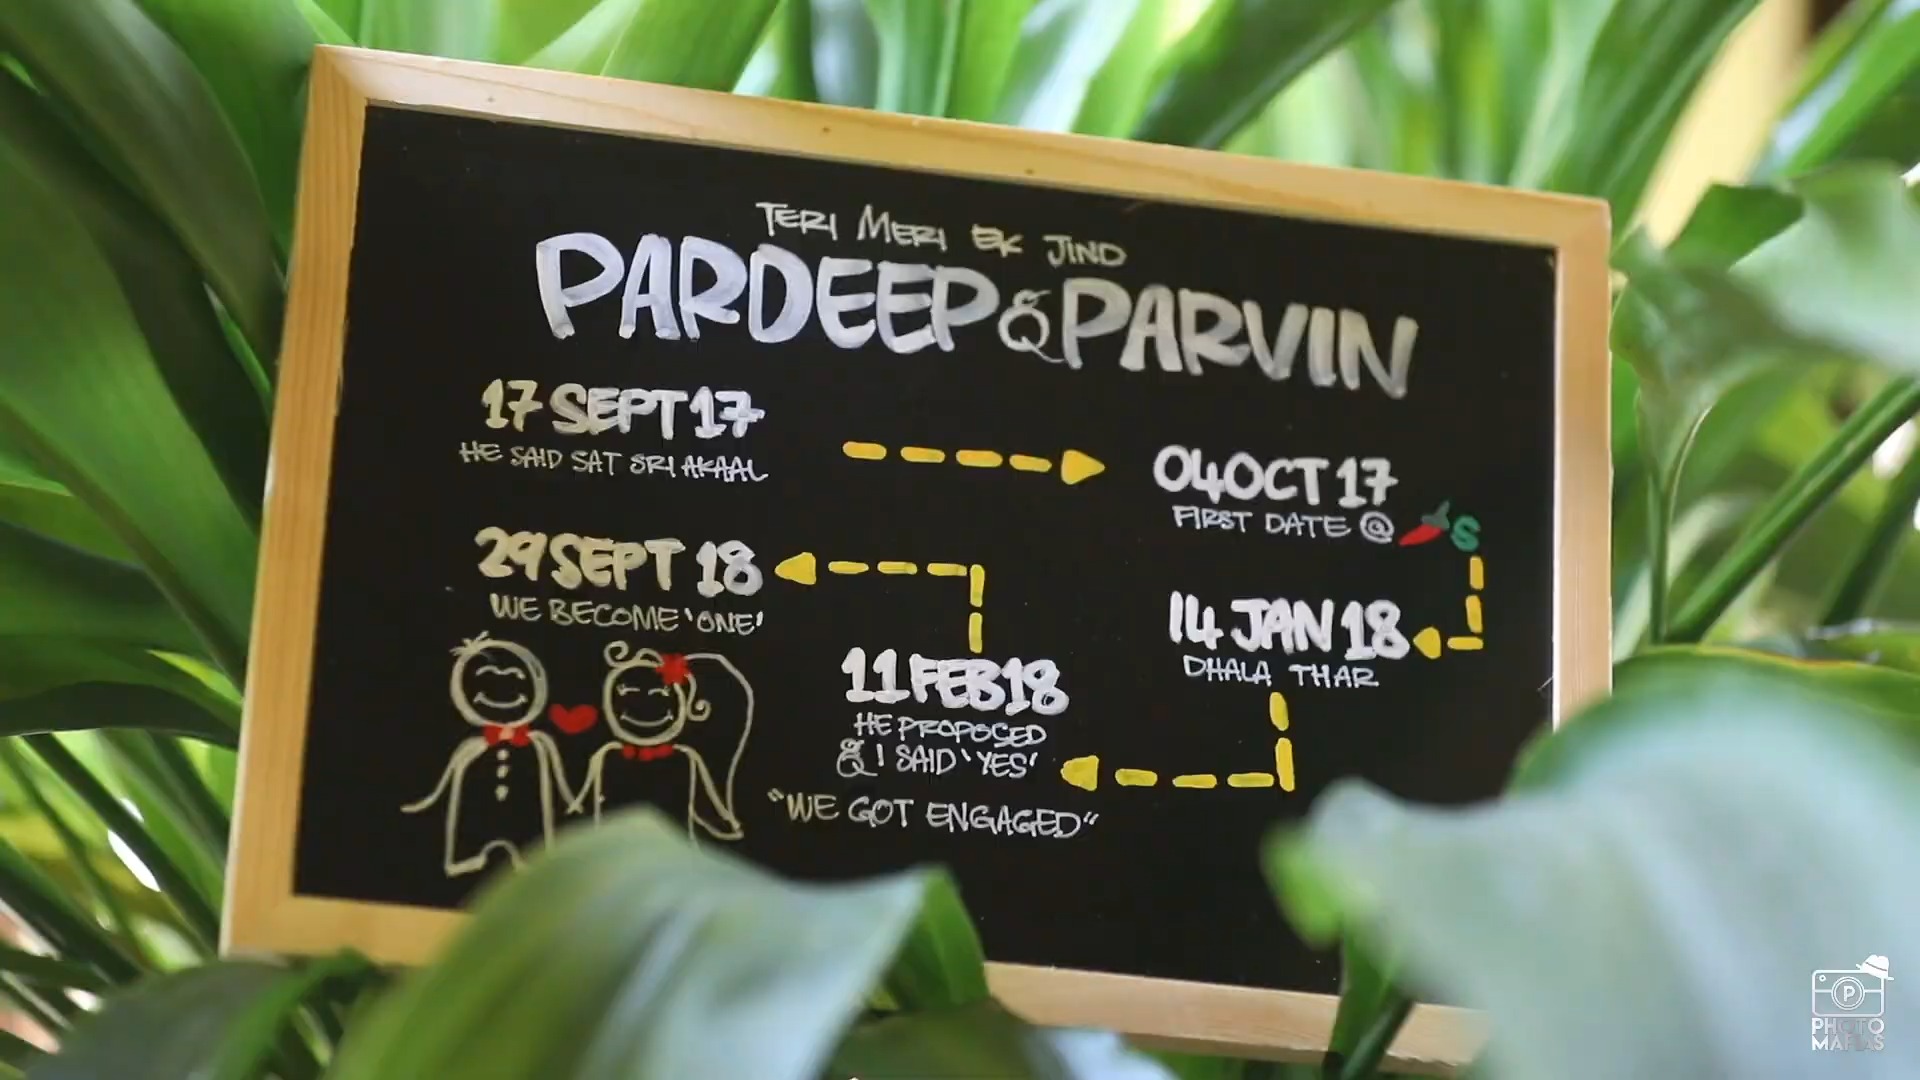 TERI MERI EK JIND
PARDEEP & PARVIN
17 SEPT 17
HE SAID SAT SRI AKAAL
04 OCT 17
FIRST DATE @ S
14 JAN 18
DHALA THAR
11 FEB 18
HE PROPOSED
& I SAID 'YES'
"WE GOT ENGAGED"
29 SEPT 18
WE BECOME 'ONE'
P
PHOTO
MAFIAS